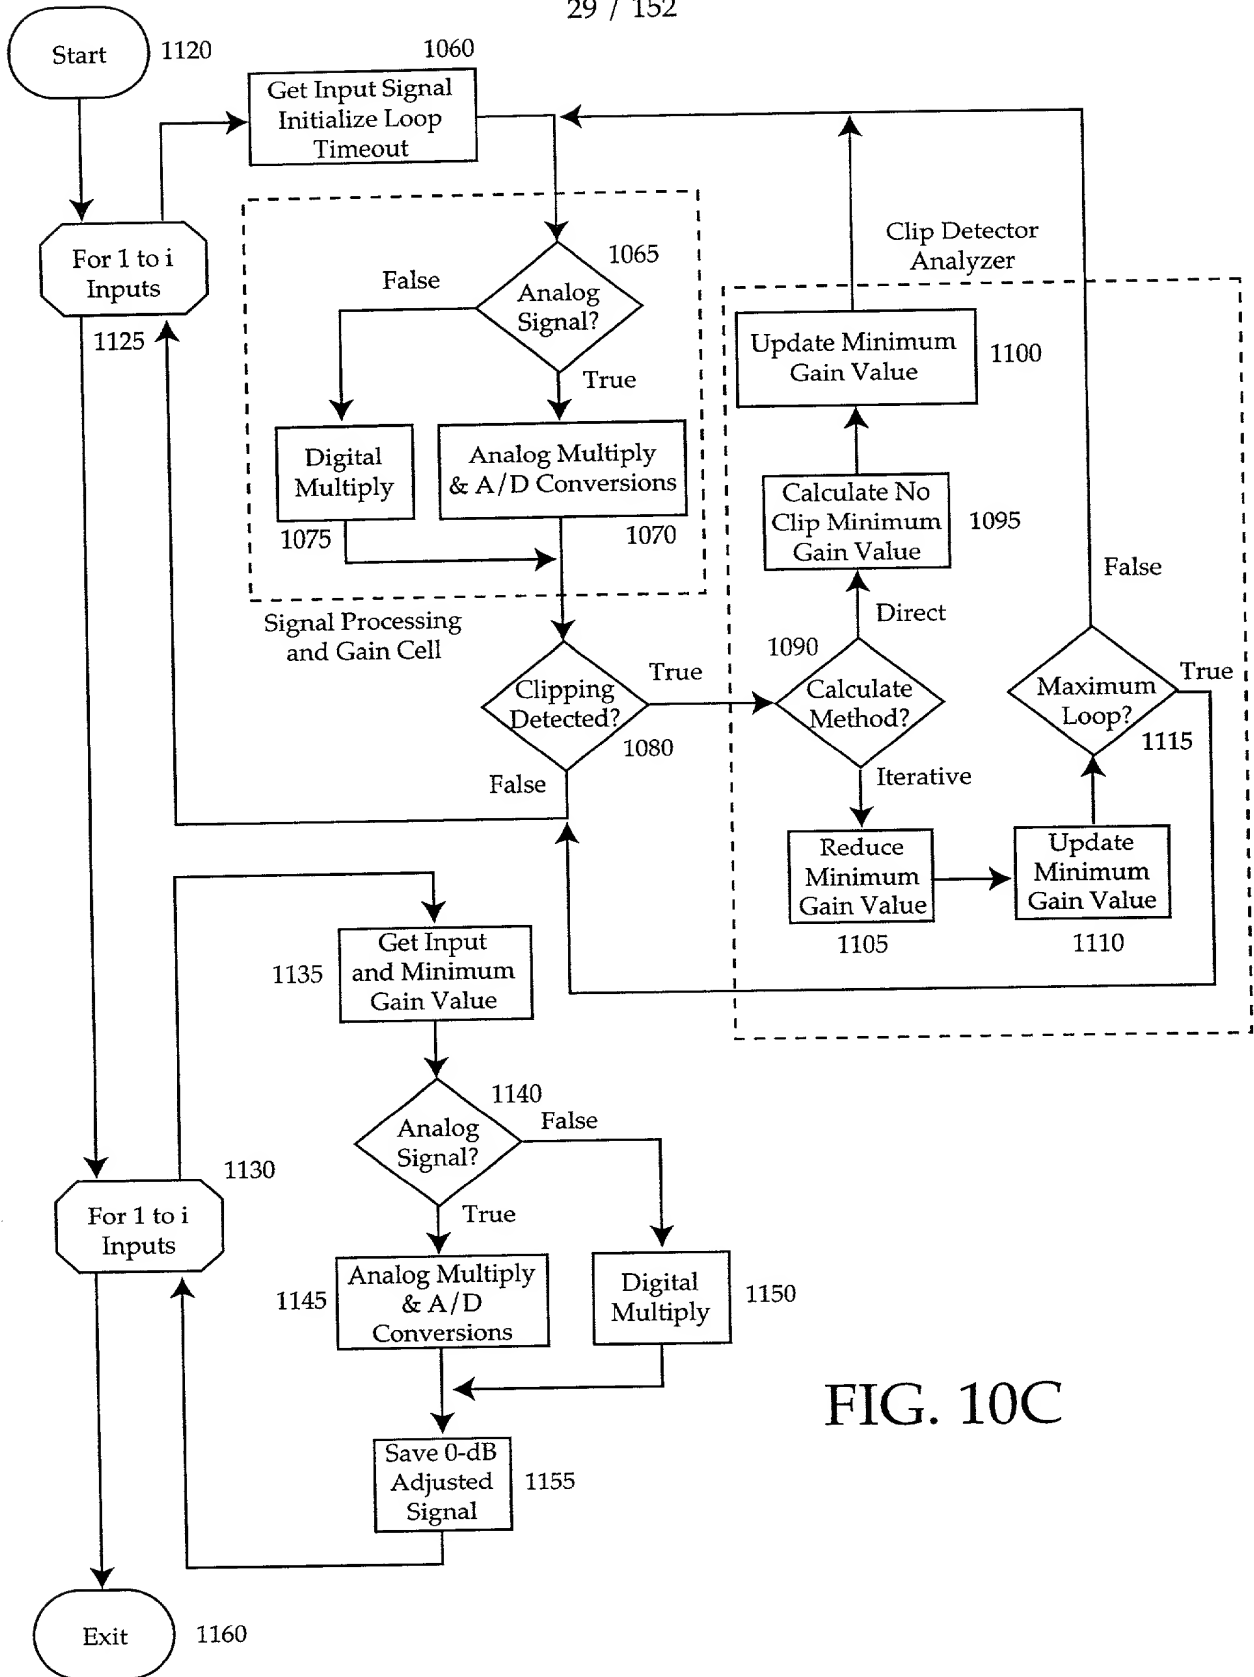 29 / 152
Start
1120
1060
Get Input Signal
Initialize Loop
Timeout
For 1 to i
Inputs
1125
1065
False
Analog
Signal?
True
Digital
Multiply
1075
Analog Multiply
& A/D Conversions
1070
Signal Processing
and Gain Cell
Clip Detector
Analyzer
Update Minimum
Gain Value
1100
Calculate No
Clip Minimum
Gain Value
1095
Direct
1090
Calculate
Method?
Clipping
Detected?
True
1080
False
False
Maximum
Loop?
True
1115
Iterative
Reduce
Minimum
Gain Value
1105
Update
Minimum
Gain Value
1110
1135
Get Input
and Minimum
Gain Value
1140
Analog
Signal?
False
True
1130
For 1 to i
Inputs
1145
Analog Multiply
& A/D
Conversions
Digital
Multiply
1150
Save 0-dB
Adjusted
Signal
1155
Exit
1160
FIG. 10C